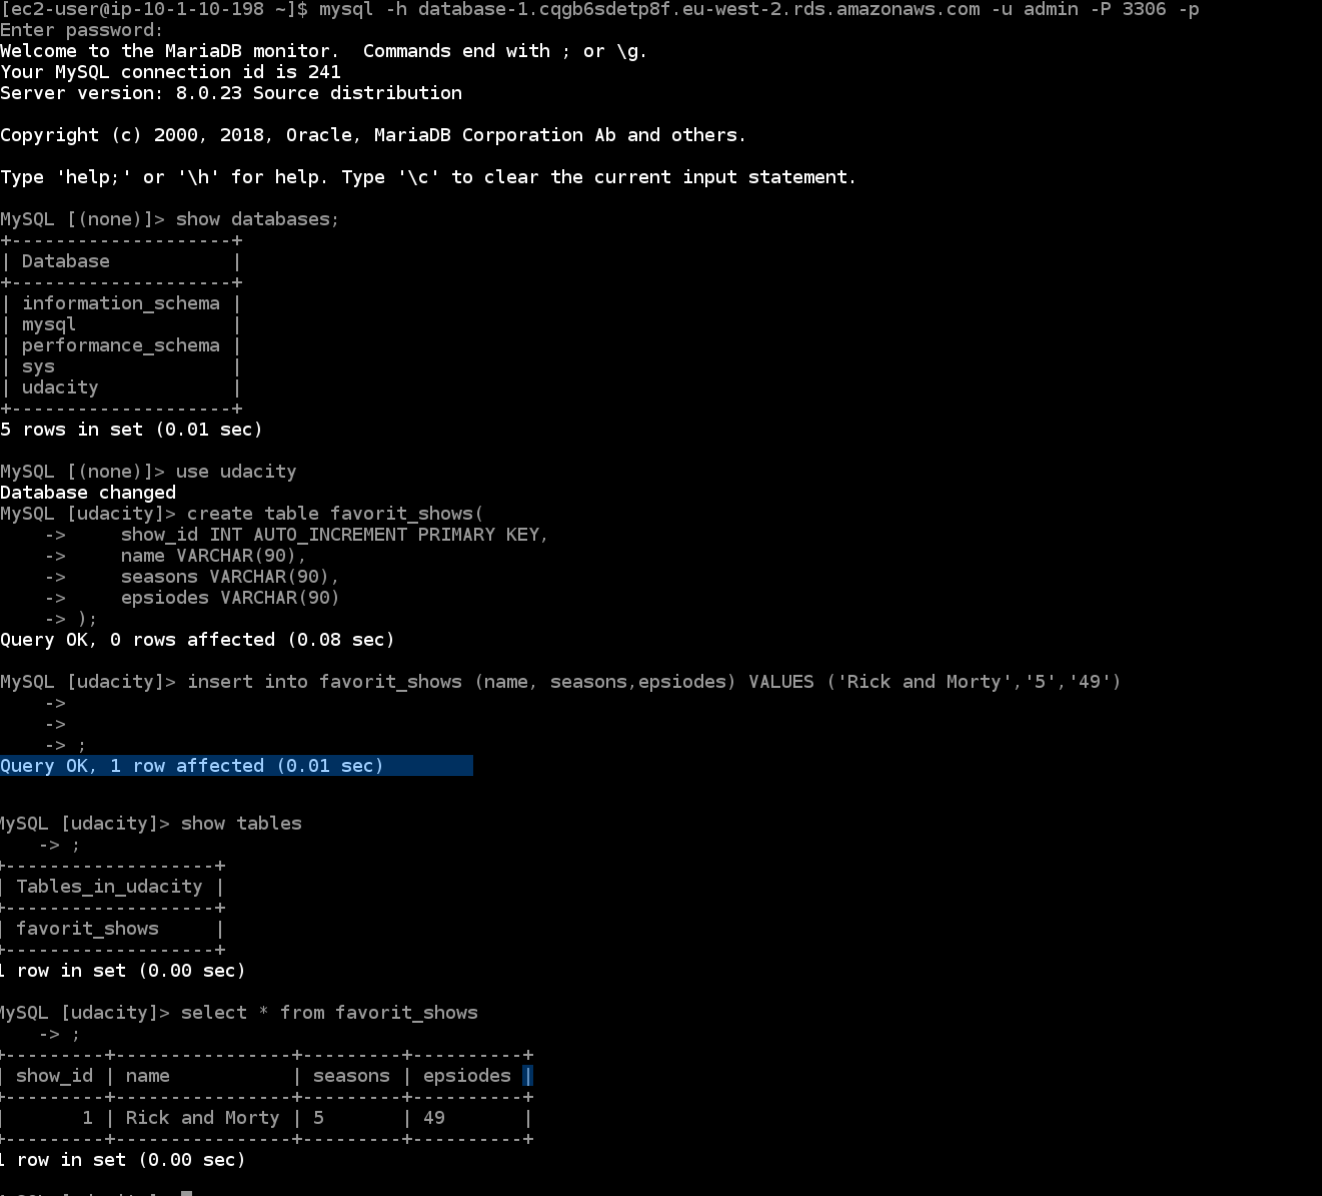 [ec2-user@ip-10-1-10-198 ~]$ mysql -h database-1.cqgb6sdetp8f.eu-west-2.rds.amazonaws.com -u admin -P 3306 -p
Enter password:
Welcome to the MariaDB monitor.  Commands end with ; or \g.
Your MySQL connection id is 241
Server version: 8.0.23 Source distribution

Copyright (c) 2000, 2018, Oracle, MariaDB Corporation Ab and others.

Type 'help;' or '\h' for help. Type '\c' to clear the current input statement.

MySQL [(none)]> show databases;
+--------------------+
| Database           |
+--------------------+
| information_schema |
| mysql              |
| performance_schema |
| sys                |
| udacity            |
+--------------------+
5 rows in set (0.01 sec)

MySQL [(none)]> use udacity
Database changed
MySQL [udacity]> create table favorit_shows(
    ->     show_id INT AUTO_INCREMENT PRIMARY KEY,
    ->     name VARCHAR(90),
    ->     seasons VARCHAR(90),
    ->     epsiodes VARCHAR(90)
    -> );
Query OK, 0 rows affected (0.08 sec)

MySQL [udacity]> insert into favorit_shows (name, seasons,epsiodes) VALUES ('Rick and Morty','5','49')
    ->
    ->
    -> ;
Query OK, 1 row affected (0.01 sec)

MySQL [udacity]> show tables
    -> ;
+-------------------+
| Tables_in_udacity |
+-------------------+
| favorit_shows     |
+-------------------+
1 row in set (0.00 sec)

MySQL [udacity]> select * from favorit_shows
    -> ;
+---------+----------------+---------+----------+
| show_id | name           | seasons | epsiodes |
+---------+----------------+---------+----------+
|       1 | Rick and Morty | 5       | 49       |
+---------+----------------+---------+----------+
1 row in set (0.00 sec)